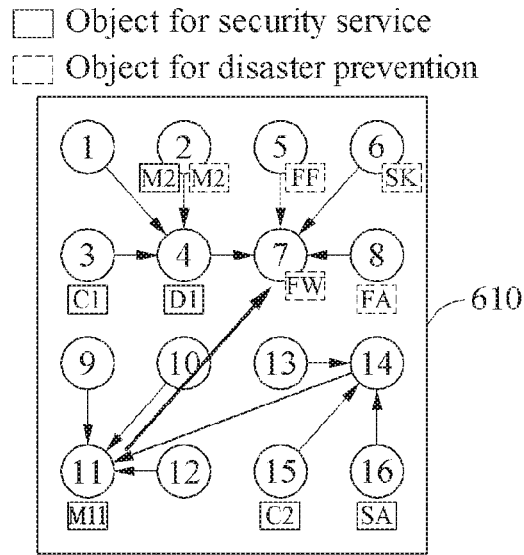 Object for security service
Object for disaster prevention
1 2 5 6
M2 M2 FF SK
3 4 7 8
C1 D1 FW FA
610
9 10 13 14
11 12 15 16
M11 C2 SA